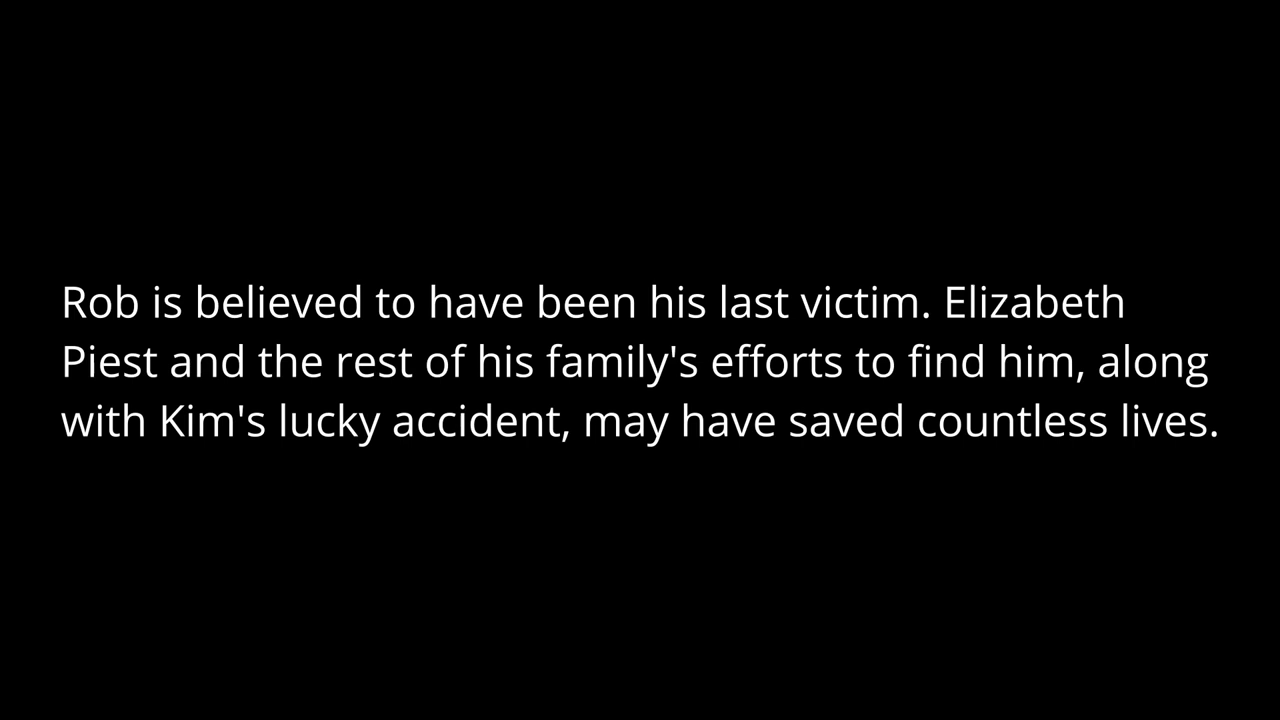 Rob is believed to have been his last victim. Elizabeth
Piest and the rest of his family's efforts to find him, along
with Kim's lucky accident, may have saved countless lives.